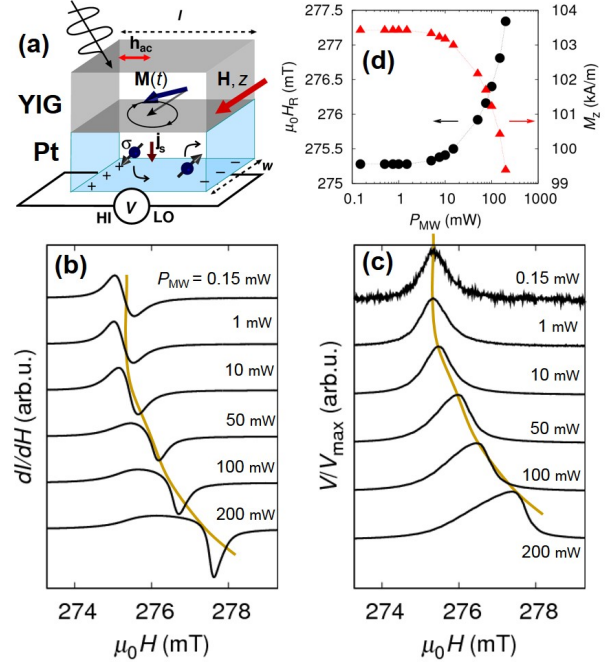 (a)
l
h_ac
M(t)
H, z
YIG
Pt
σ
j_s
+ + + +
− − − −
w
V
HI
LO
(d)
277.5
277
276.5
276
275.5
275
μ₀H_R (mT)
104
103
102
101
100
99
M_z (kA/m)
0.1
1
10
100
1000
P_MW (mW)
(b)
P_MW = 0.15 mW
1 mW
10 mW
50 mW
100 mW
200 mW
dI/dH (arb.u.)
274
276
278
μ₀H (mT)
(c)
0.15 mW
1 mW
10 mW
50 mW
100 mW
200 mW
V/V_max (arb.u.)
274
276
278
μ₀H (mT)